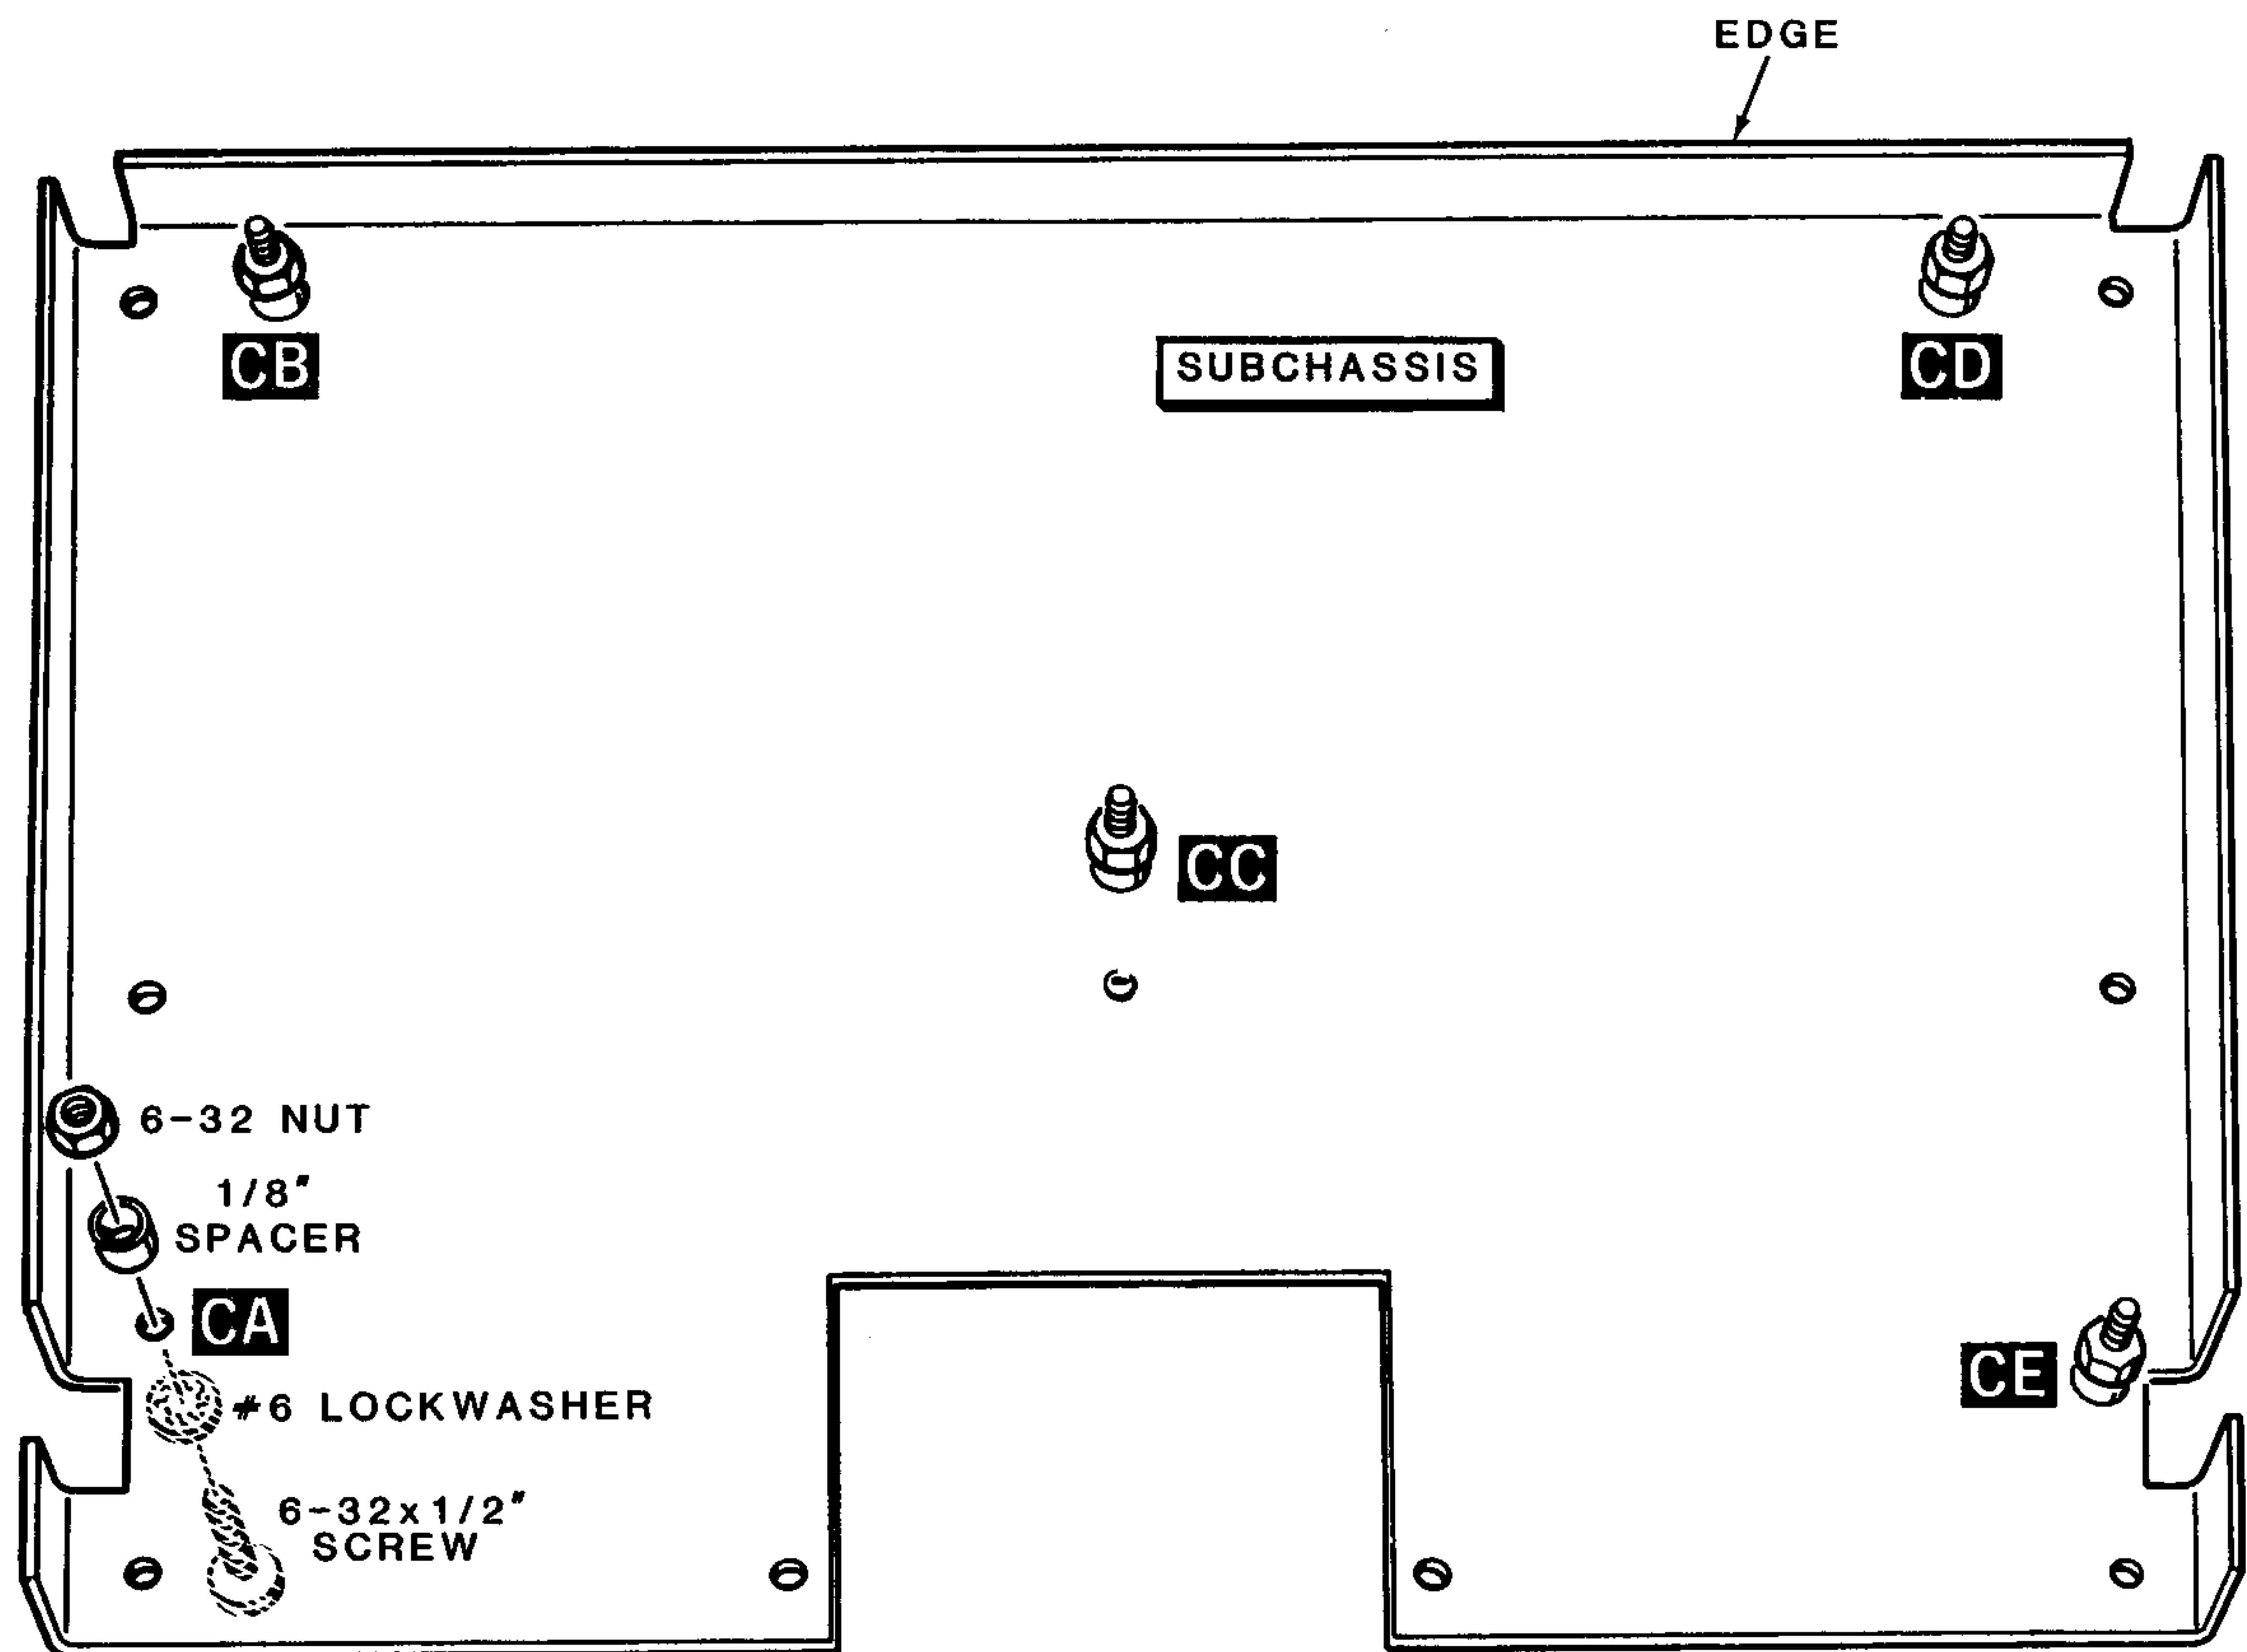 EDGE
CB
SUBCHASSIS
CD
CC
6-32 NUT
1/8"
SPACER
CA
CE
#6 LOCKWASHER
6-32x1/2"
SCREW